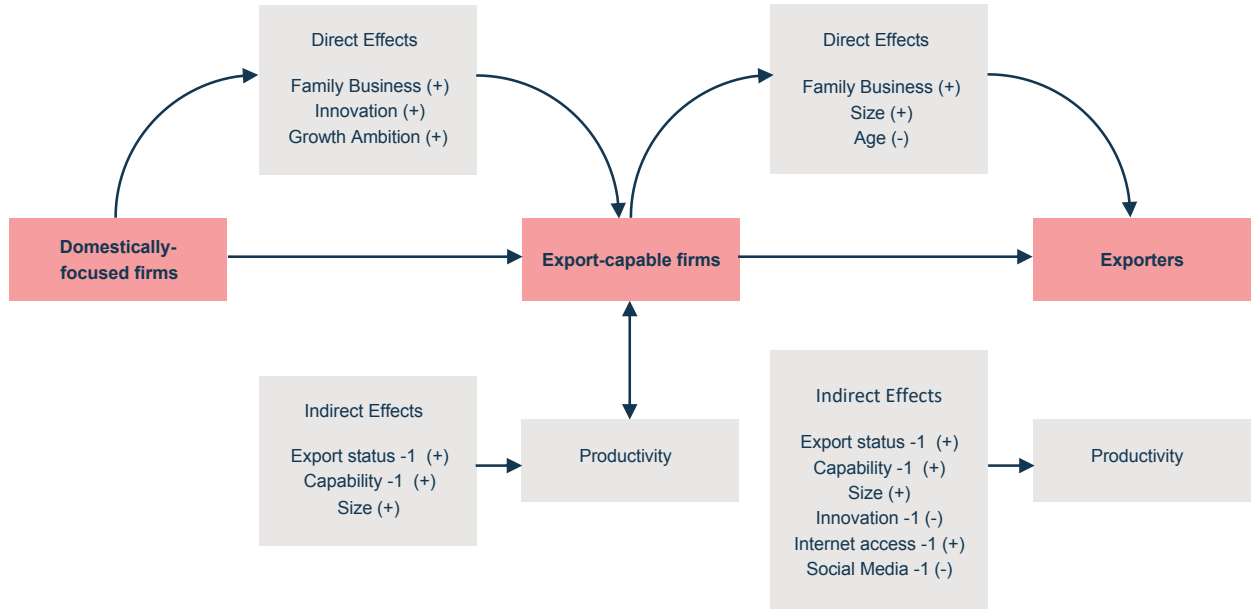 Direct Effects
Family Business (+)
Innovation (+)
Growth Ambition (+)
Direct Effects
Family Business (+)
Size (+)
Age (-)
Domestically-
focused firms
Export-capable firms
Exporters
Indirect Effects
Export status -1 (+)
Capability -1 (+)
Size (+)
Productivity
Indirect Effects
Export status -1 (+)
Capability -1 (+)
Size (+)
Innovation -1 (-)
Internet access -1 (+)
Social Media -1 (-)
Productivity